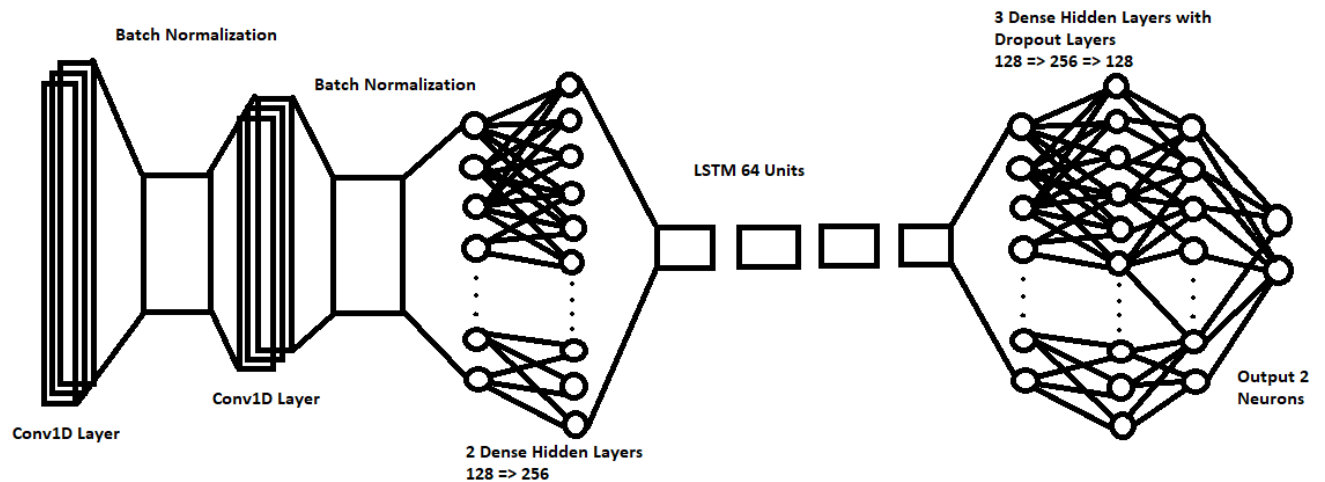 Batch Normalization
Batch Normalization
3 Dense Hidden Layers with
Dropout Layers
128 => 256 => 128
LSTM 64 Units
Conv1D Layer
Conv1D Layer
2 Dense Hidden Layers
128 => 256
Output 2
Neurons